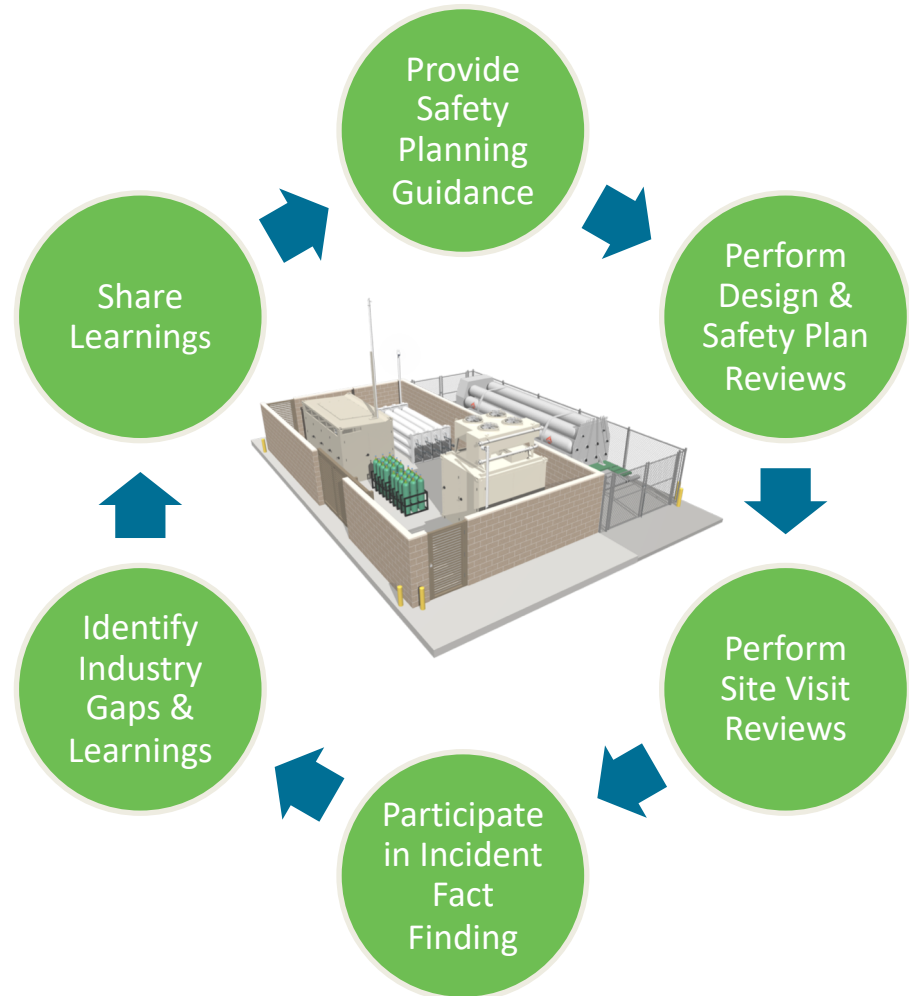 Provide
Safety
Planning
Guidance
Perform
Design &
Safety Plan
Reviews
Perform
Site Visit
Reviews
Participate
in Incident
Fact
Finding
Identify
Industry
Gaps &
Learnings
Share
Learnings